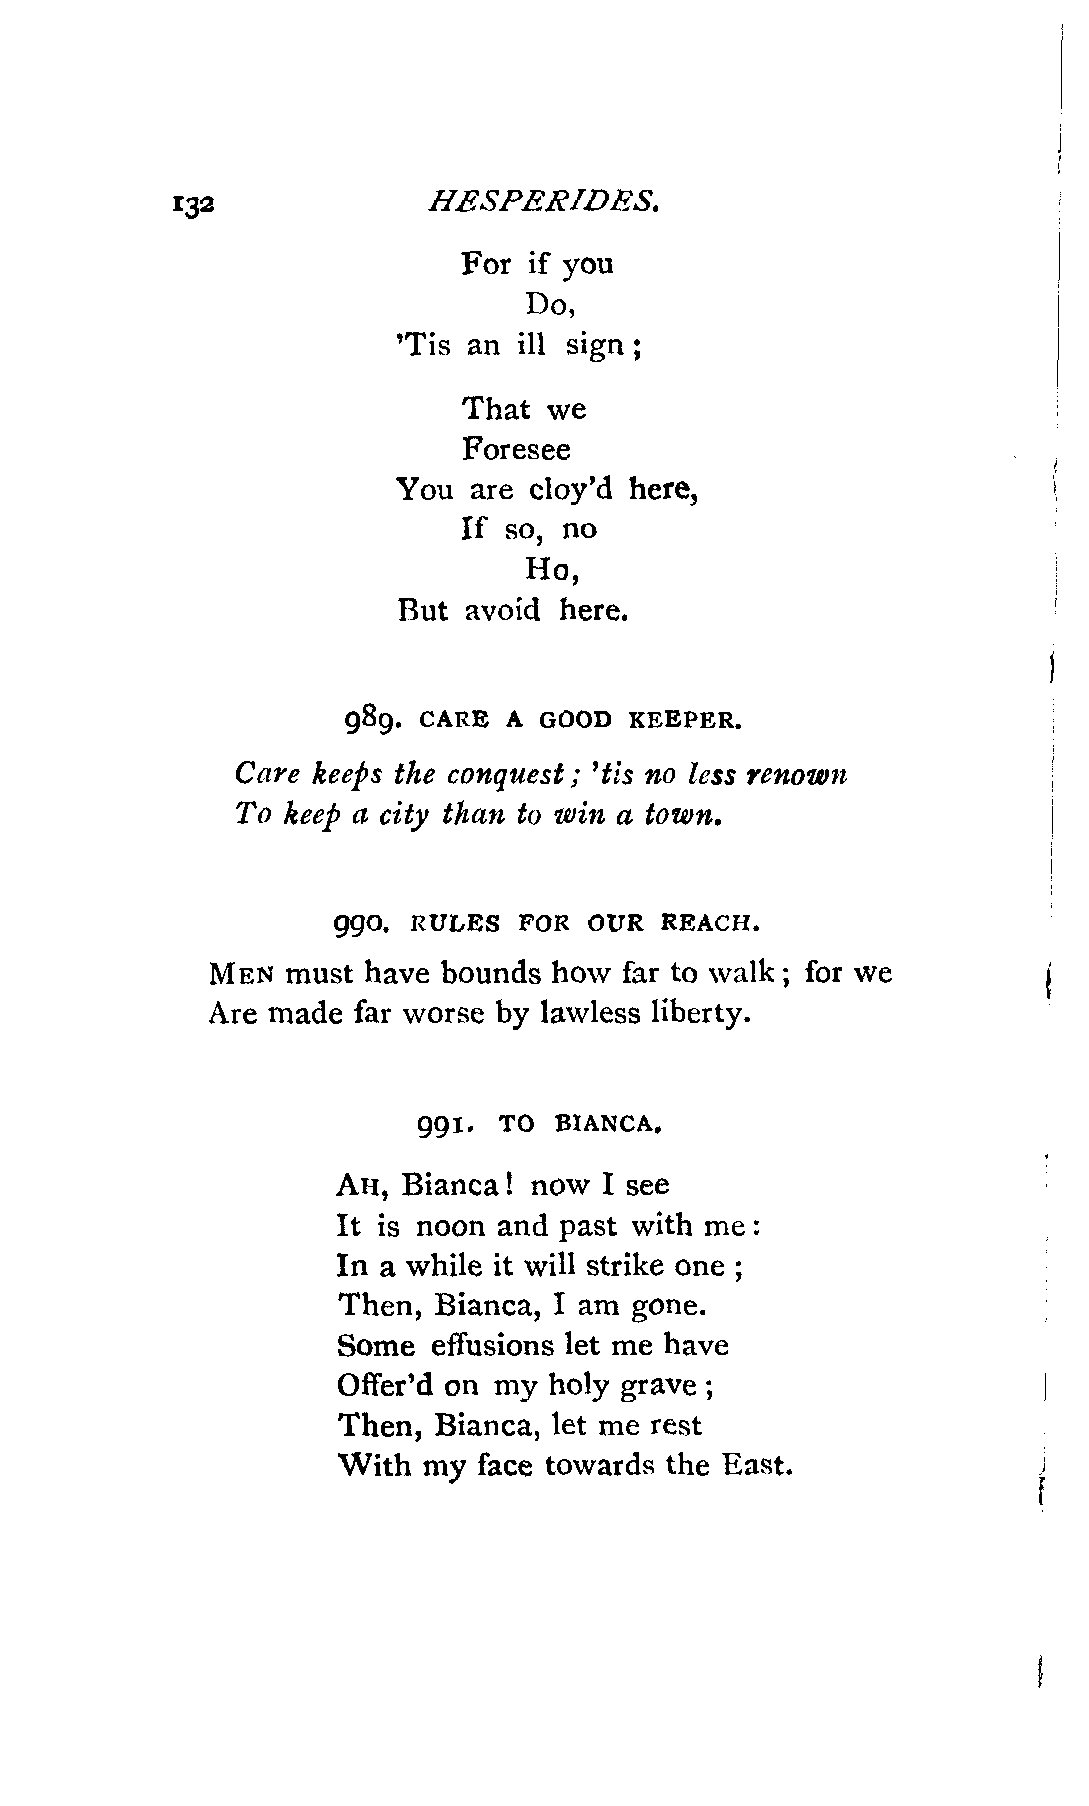 132 HESPERIDES.
For if you
Do,
'Tis an ill sign;
That we
Foresee
You are cloy'd here,
If so, no
Ho,
But avoid here.
989. CARE A GOOD KEEPER.
Care keeps the conquest; 'tis no less renown
To keep a city than to win a town.
990. RULES FOR OUR REACH.
MEN must have bounds how far to walk; for we
Are made far worse by lawless liberty.
991. TO BIANCA.
AH, Bianca! now I see
It is noon and past with me:
In a while it will strike one;
Then, Bianca, I am gone.
Some effusions let me have
Offer'd on my holy grave;
Then, Bianca, let me rest
With my face towards the East.